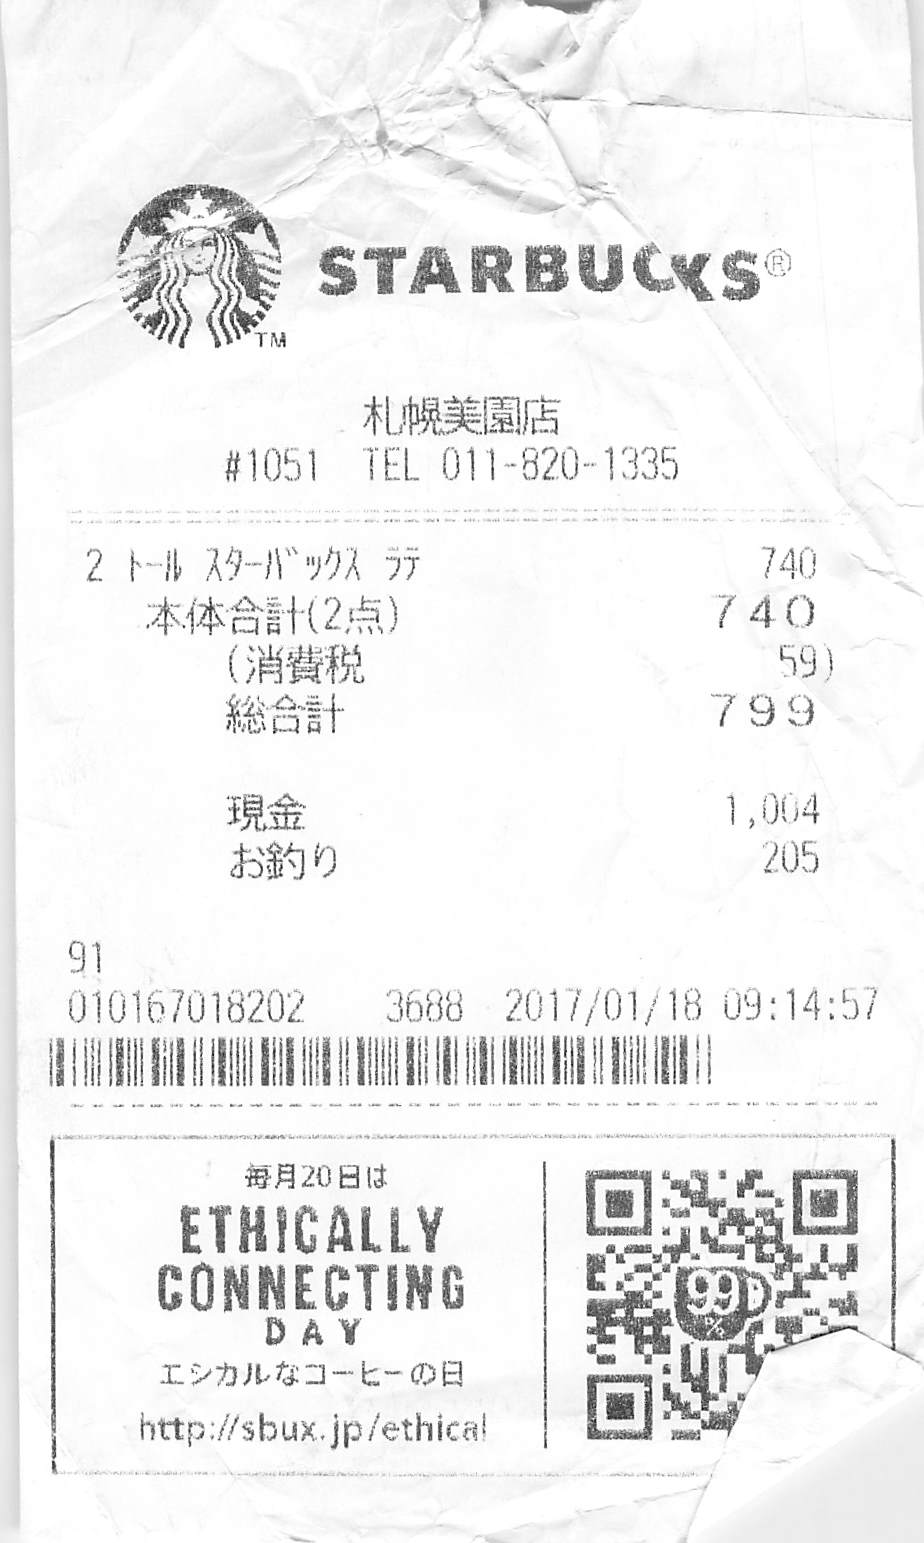 STARBUCKS®
TM
札幌美園店
#1051 TEL 011-820-1335
2 ﾄｰﾙ ｽﾀｰﾊﾞｯｸｽ ﾗﾃ 740
本体合計(2点) 740
(消費税 59)
総合計 799
現金 1,004
お釣り 205
91
010167018202 3688 2017/01/18 09:14:57
毎月20日は
ETHICALLY
CONNECTING
DAY
エシカルなコーヒーの日
http://sbux.jp/ethical
99
%